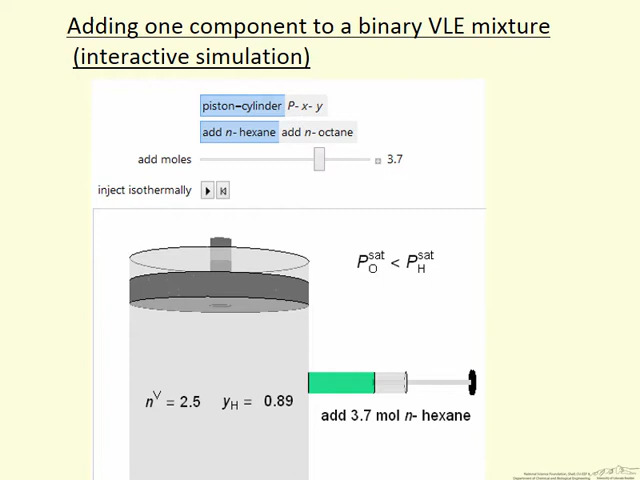 Adding one component to a binary VLE mixture
(interactive simulation)
piston-cylinder P- x- y
add n- hexane add n- octane
add moles 3.7
inject isothermally
P_O^sat < P_H^sat
n^V = 2.5 y_H = 0.89
add 3.7 mol n- hexane